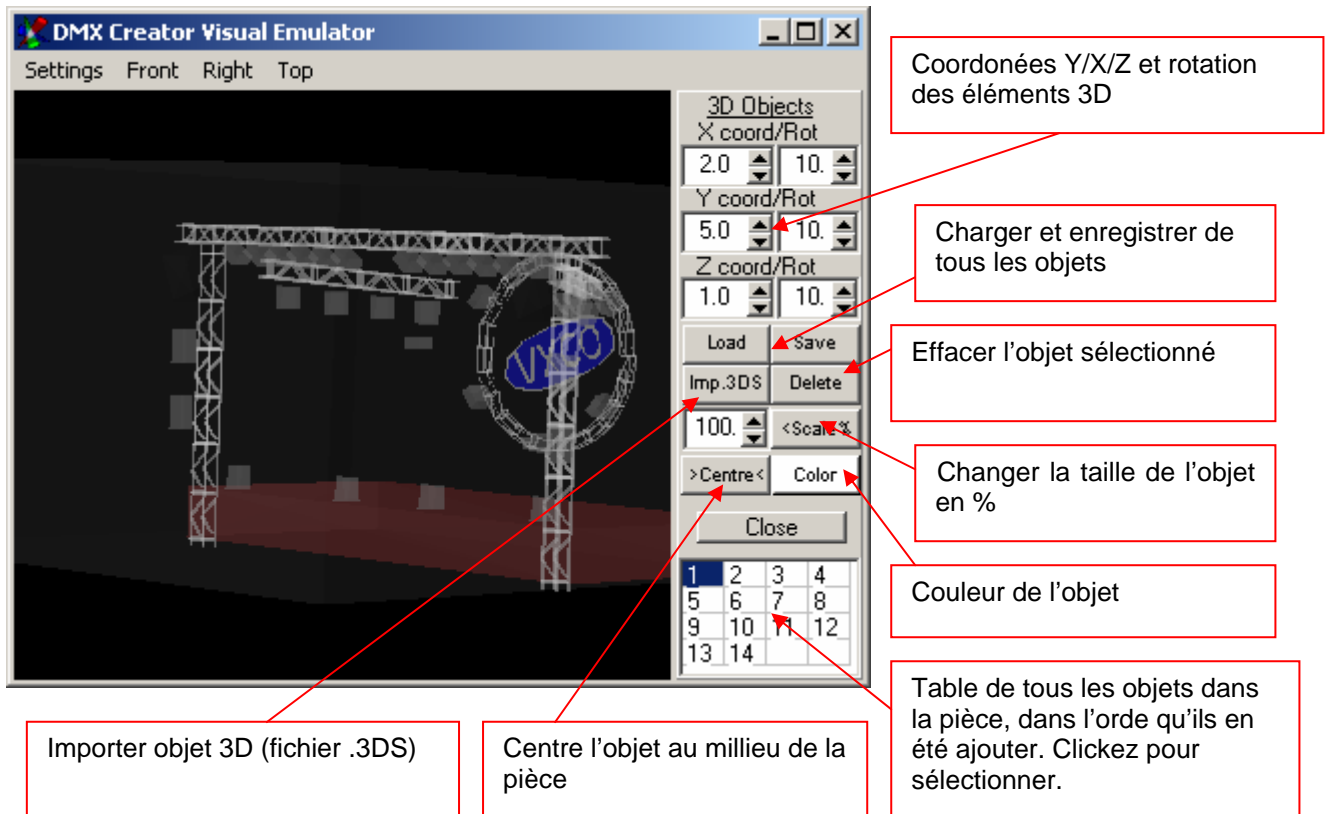 DMX Creator Visual Emulator
Settings Front Right Top
3D Objects
X coord/Rot
2.0 10.
Y coord/Rot
5.0 10.
Z coord/Rot
1.0 10.
Load Save
Imp.3DS Delete
100. <Scale%
>Centre< Color
Close
1 2 3 4
5 6 7 8
9 10 11 12
13 14
Coordonées Y/X/Z et rotation
des éléments 3D
Charger et enregistrer de
tous les objets
Effacer l’objet sélectionné
Changer la taille de l’objet
en %
Couleur de l’objet
Table de tous les objets dans
la pièce, dans l’orde qu’ils en
été ajouter. Clickez pour
sélectionner.
Importer objet 3D (fichier .3DS)
Centre l’objet au millieu de la
pièce